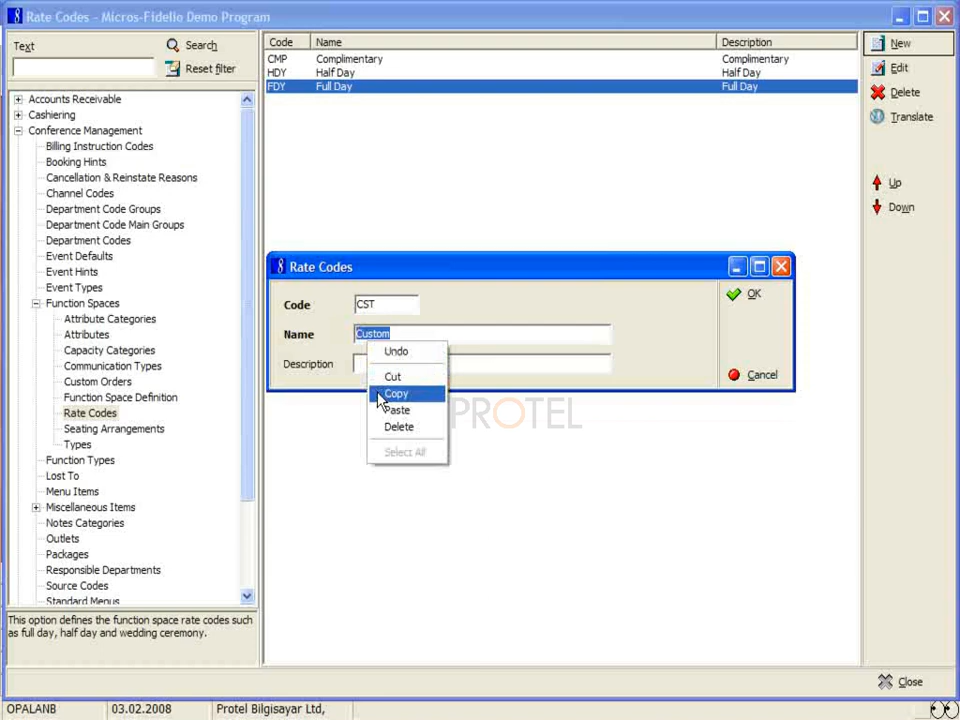 Rate Codes - Micros-Fidelio Demo Program
Text
Search
Reset filter
Accounts Receivable
Cashiering
Conference Management
Billing Instruction Codes
Booking Hints
Cancellation & Reinstate Reasons
Channel Codes
Department Code Groups
Department Code Main Groups
Department Codes
Event Defaults
Event Hints
Event Types
Function Spaces
Attribute Categories
Attributes
Capacity Categories
Communication Types
Custom Orders
Function Space Definition
Rate Codes
Seating Arrangements
Types
Function Types
Lost To
Menu Items
Miscellaneous Items
Notes Categories
Outlets
Packages
Responsible Departments
Source Codes
Standard Menus
This option defines the function space rate codes such
as full day, half day and wedding ceremony.
Code Name Description
CMP Complimentary Complimentary
HDY Half Day Half Day
FDY Full Day Full Day
Rate Codes
Code CST
Name Custom
Description
OK
Cancel
Undo
Cut
Copy
Paste
Delete
Select All
PROTEL
New
Edit
Delete
Translate
Up
Down
Close
OPALANB 03.02.2008 Protel Bilgisayar Ltd,